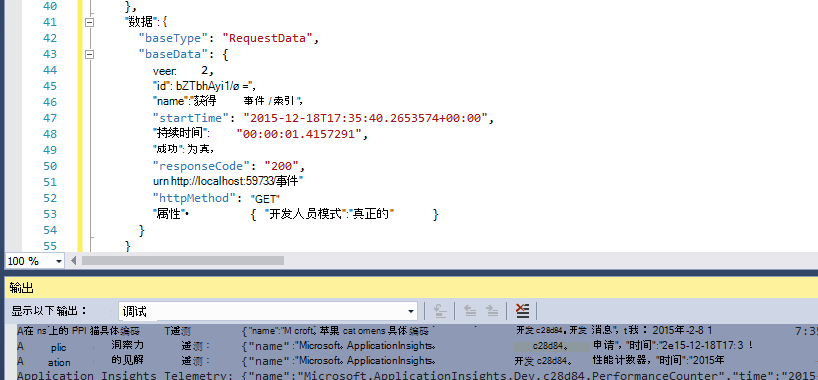 40 },
41 "数据": {
42 "baseType": "RequestData",
43 "baseData": {
44 veer: 2,
45 "id": bZTbhAyi1/ø =",
46 "name":"获得 事件 / 索引",
47 "startTime": "2015-12-18T17:35:40.2653574+00:00",
48 "持续时间": "00:00:01.4157291",
49 "成功": 为真,
50 "responseCode": "200",
51 urn http://localhost:59733/事件"
52 "httpMethod": "GET"
53 "属性"• { "开发人员模式":"真正的" }
54 }
55 }
100 %
输出
显示以下输出： 调试
A在 ns 上的 PPI 猫具体编码 T遥测 {"name":"M croft。苹果 cat omens 具体编码 开发 c28d84。开发 消息", t我： 2015年-2-8 1 7:35
A plic 洞察力 遥测： {"name":"Microsoft。ApplicationInsights。 c28d84。 申请", "时间":"2e15-12-18T17:3 !
ation 的见解 遥测： {"name":"Microsoft。ApplicationInsights。 开发 c28d84。 性能计数器, "时间":"2015年
Application Insights Telemetry: {"name":"Microsoft.ApplicationInsights.Dev.c28d84.PerformanceCounter","time":"2015